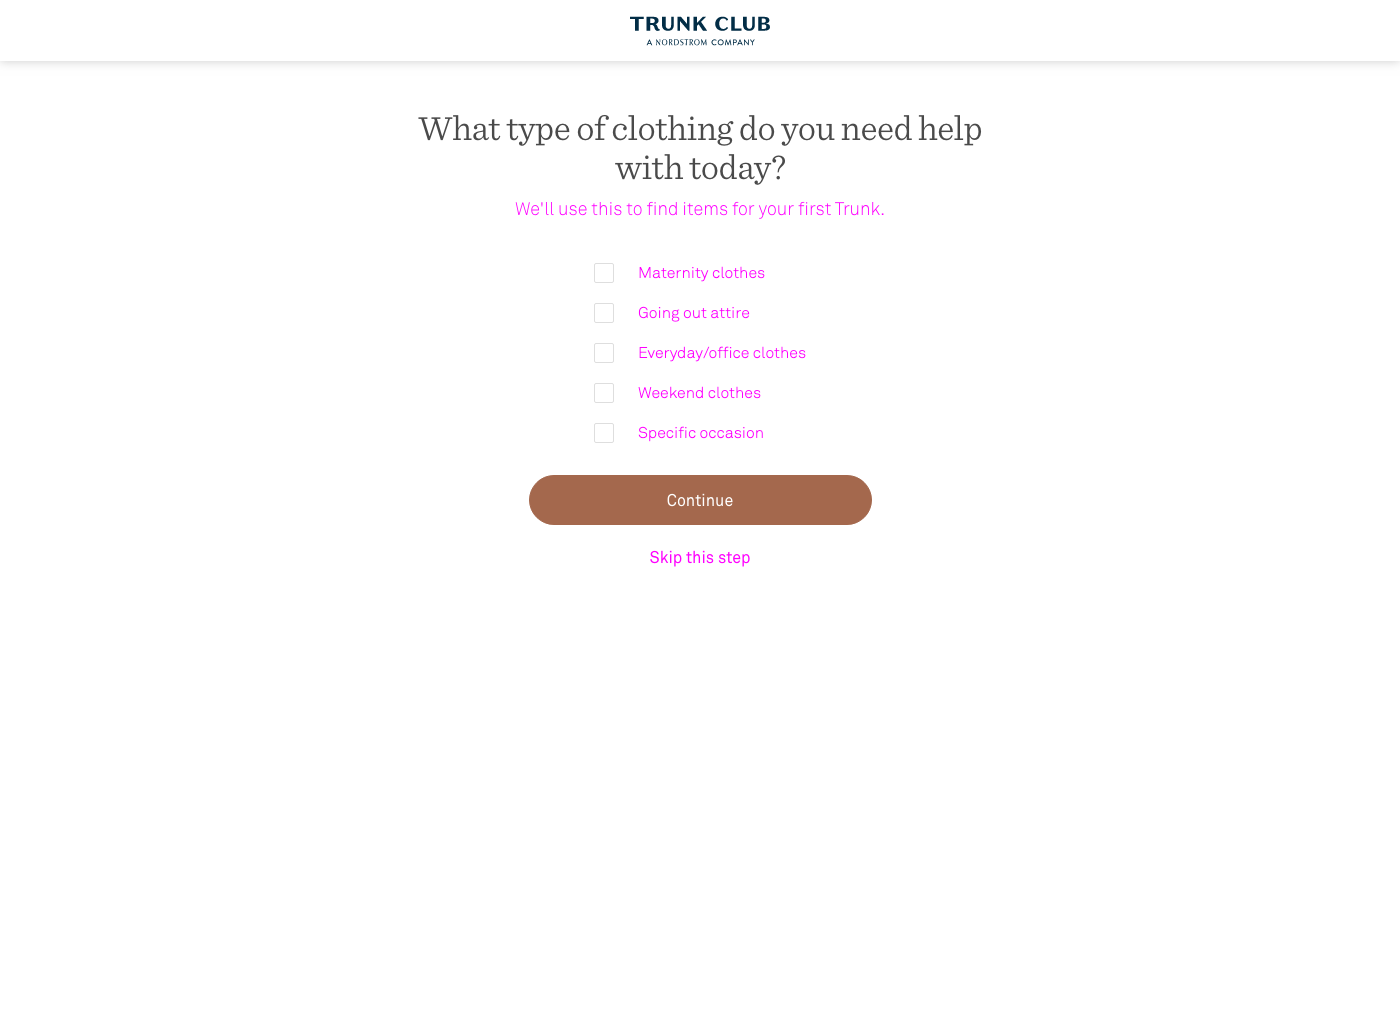 TRUNK CLUB
A NORDSTROM COMPANY
What type of clothing do you need help
with today?
We'll use this to find items for your first Trunk.
Maternity clothes
Going out attire
Everyday/office clothes
Weekend clothes
Specific occasion
Continue
Skip this step